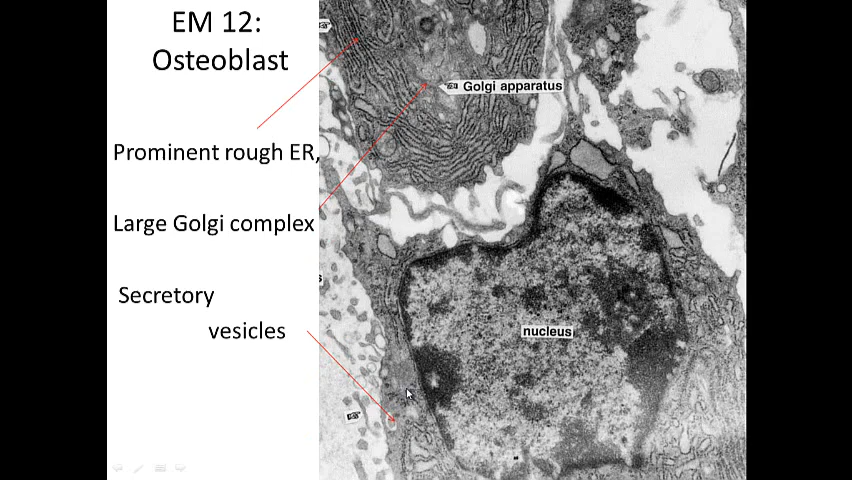 EM 12:
Osteoblast
Golgi apparatus
Prominent rough ER,
Large Golgi complex
s
Secretory
vesicles
nucleus